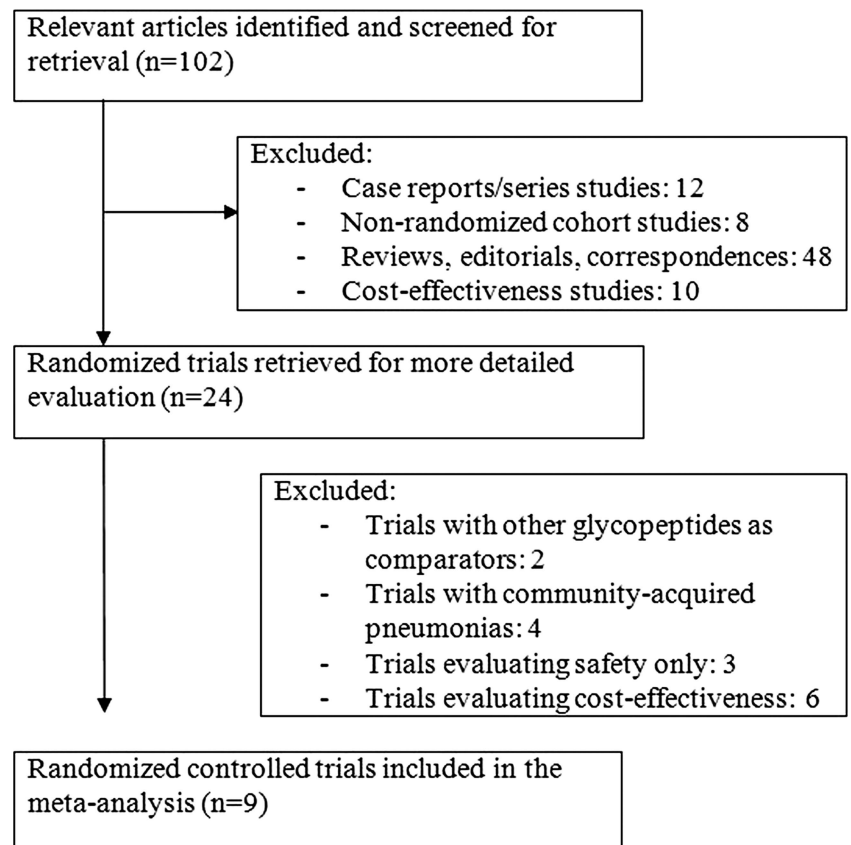 Relevant articles identified and screened for
retrieval (n=102)
Excluded:
- Case reports/series studies: 12
- Non-randomized cohort studies: 8
- Reviews, editorials, correspondences: 48
- Cost-effectiveness studies: 10
Randomized trials retrieved for more detailed
evaluation (n=24)
Excluded:
- Trials with other glycopeptides as
comparators: 2
- Trials with community-acquired
pneumonias: 4
- Trials evaluating safety only: 3
- Trials evaluating cost-effectiveness: 6
Randomized controlled trials included in the
meta-analysis (n=9)